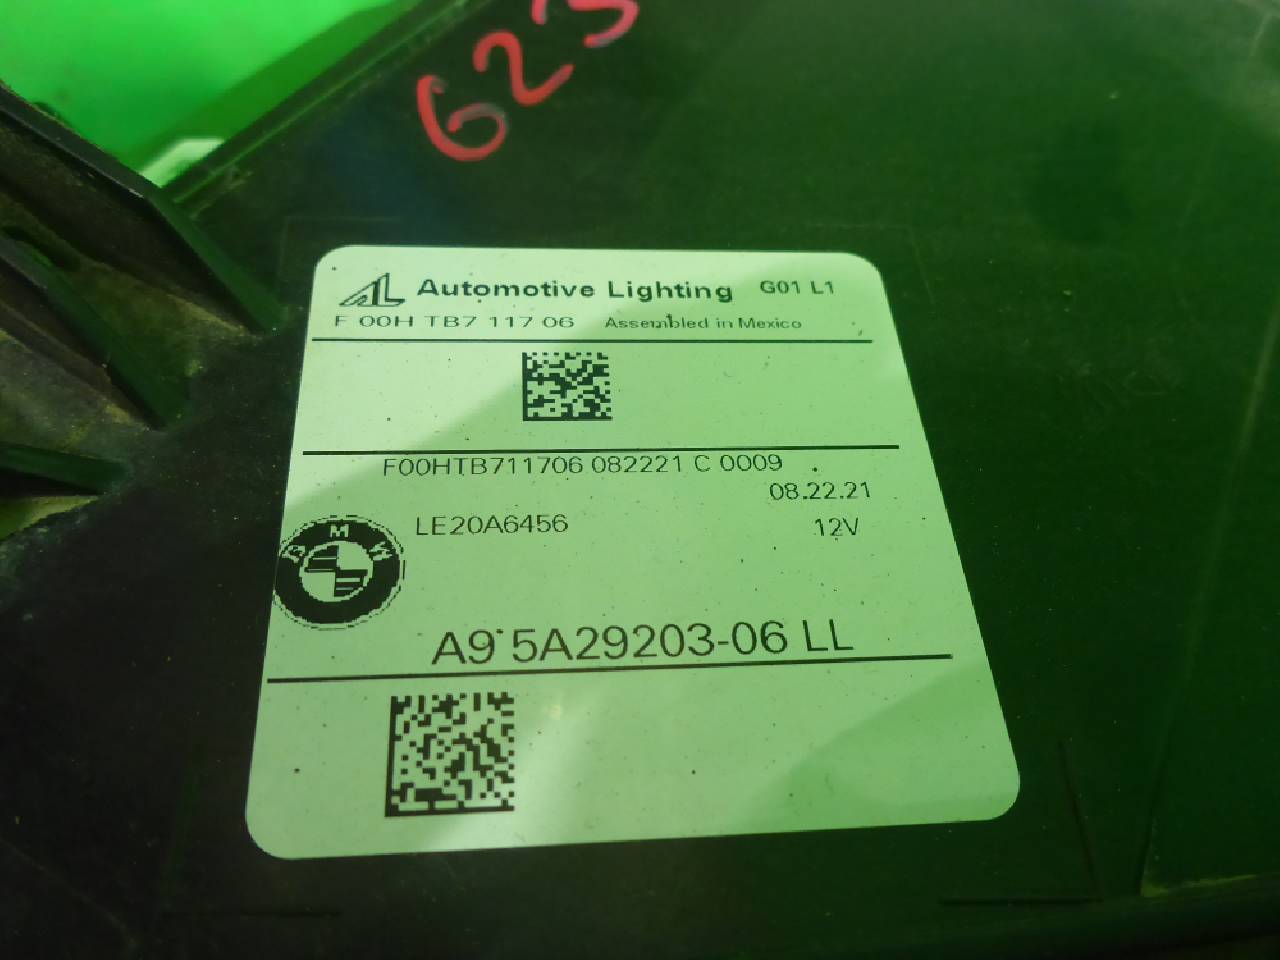 623
AL Automotive Lighting G01 L1
F 00H TB7 117 06 Assembled in Mexico
F00HTB711706 082221 C 0009
08.22.21
LE20A6456 12V
BMW
A9 5A29203-06 LL